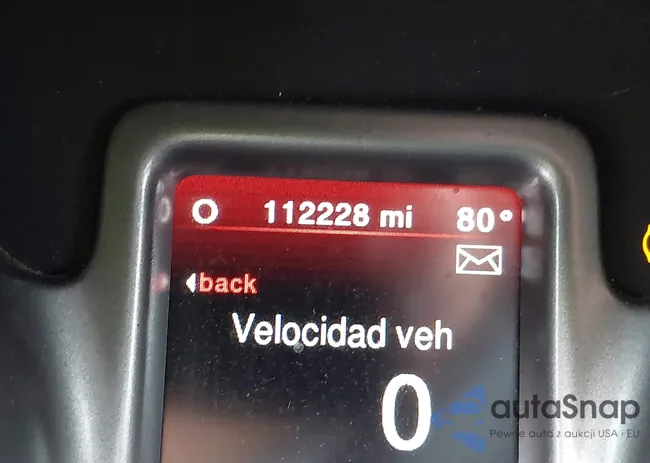 O 112228 mi 80°
back
Velocidad veh
0
autaSnap
Pewne auta z aukcji USA i EU